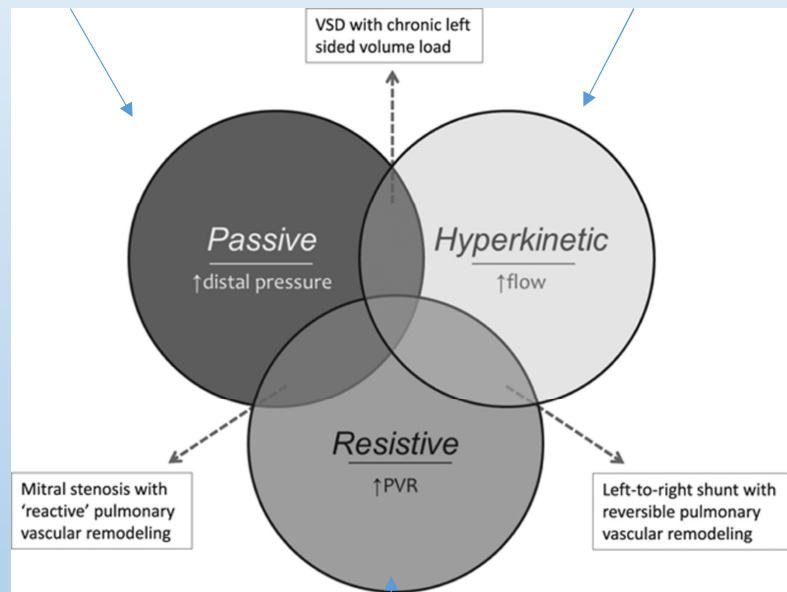 VSD with chronic left
sided volume load
Passive
↑distal pressure
Hyperkinetic
↑flow
Resistive
↑PVR
Mitral stenosis with
‘reactive’ pulmonary
vascular remodeling
Left-to-right shunt with
reversible pulmonary
vascular remodeling